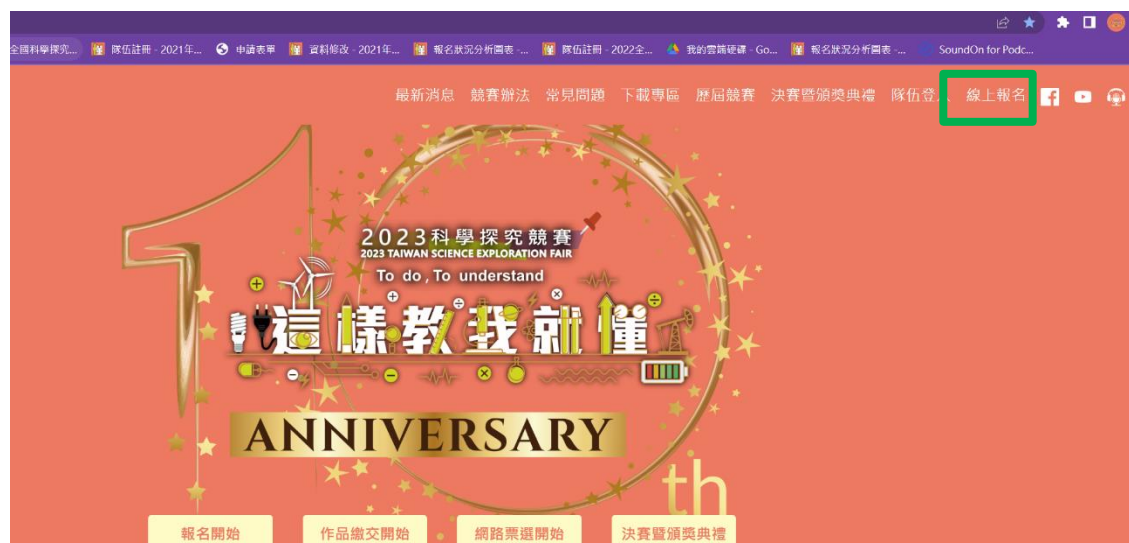 全國科學探究... 隊伍註冊 - 2021年... 申請表單 資料修改 - 2021年... 報名狀況分析圖表 -... 隊伍註冊 - 2022全... 我的雲端硬碟 - Go... 報名狀況分析圖表 -... SoundOn for Podc...
最新消息 競賽辦法 常見問題 下載專區 歷屆競賽 決賽暨頒獎典禮 隊伍登入 線上報名
10
2023科學探究競賽
2023 TAIWAN SCIENCE EXPLORATION FAIR
To do , To understand
這樣教我就懂
ANNIVERSARY
th
報名開始 作品繳交開始 網路票選開始 決賽暨頒獎典禮